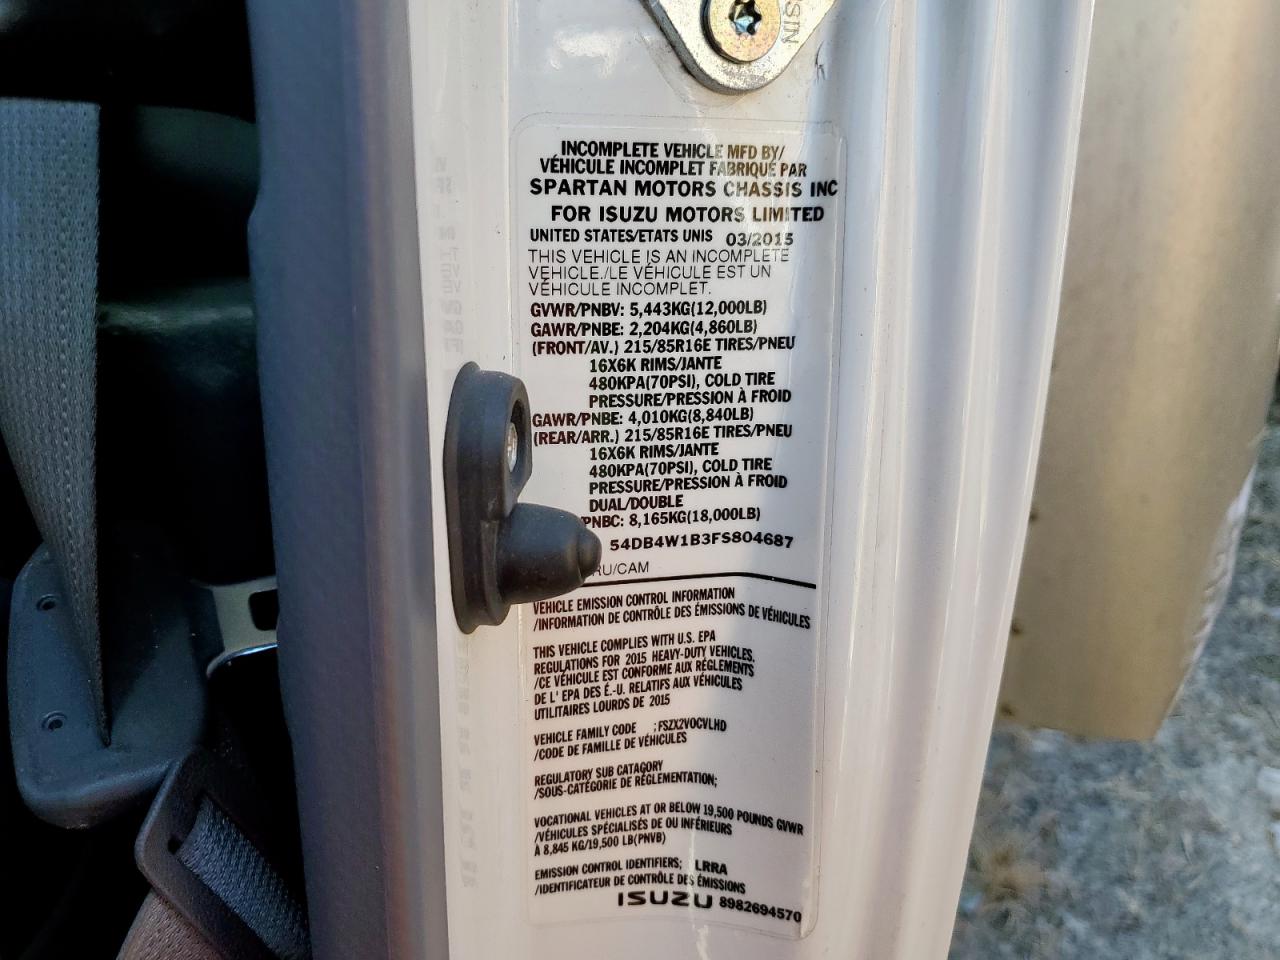 SIN
INCOMPLETE VEHICLE MFD BY/
VÉHICULE INCOMPLET FABRIQUÉ PAR
SPARTAN MOTORS CHASSIS INC
FOR ISUZU MOTORS LIMITED
UNITED STATES/ETATS UNIS 03/2015
THIS VEHICLE IS AN INCOMPLETE
VEHICLE./LE VÉHICULE EST UN
VÉHICULE INCOMPLET.
GVWR/PNBV: 5,443KG(12,000LB)
GAWR/PNBE: 2,204KG(4,860LB)
(FRONT/AV.) 215/85R16E TIRES/PNEU
16X6K RIMS/JANTE
480KPA(70PSI), COLD TIRE
PRESSURE/PRESSION À FROID
GAWR/PNBE: 4,010KG(8,840LB)
(REAR/ARR.) 215/85R16E TIRES/PNEU
16X6K RIMS/JANTE
480KPA(70PSI), COLD TIRE
PRESSURE/PRESSION À FROID
DUAL/DOUBLE
PNBC: 8,165KG(18,000LB)
54DB4W1B3FS804687
RU/CAM
VEHICLE EMISSION CONTROL INFORMATION
/INFORMATION DE CONTRÔLE DES ÉMISSIONS DE VÉHICULES
THIS VEHICLE COMPLIES WITH U.S. EPA
REGULATIONS FOR 2015 HEAVY-DUTY VEHICLES.
/CE VÉHICULE EST CONFORME AUX RÉGLEMENTS
DE L' EPA DES É.-U. RELATIFS AUX VÉHICULES
UTILITAIRES LOURDS DE 2015
VEHICLE FAMILY CODE ;FSZX2VOCVLHD
/CODE DE FAMILLE DE VÉHICULES
REGULATORY SUB CATAGORY
/SOUS-CATÉGORIE DE RÉGLEMENTATION;
VOCATIONAL VEHICLES AT OR BELOW 19,500 POUNDS GVWR
/VÉHICULES SPÉCIALISÉS DE OU INFÉRIEURS
À 8,845 KG/19,500 LB(PNVB)
EMISSION CONTROL IDENTIFIERS; LRRA
/IDENTIFICATEUR DE CONTRÔLE DES ÉMISSIONS
ISUZU 8982694570